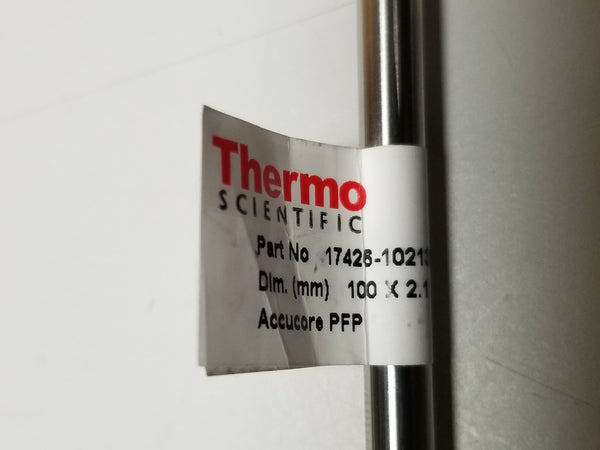 Thermo
SCIENTIFIC
Part No 17426-10213
Dim. (mm) 100 X 2.1
Accucore PFP